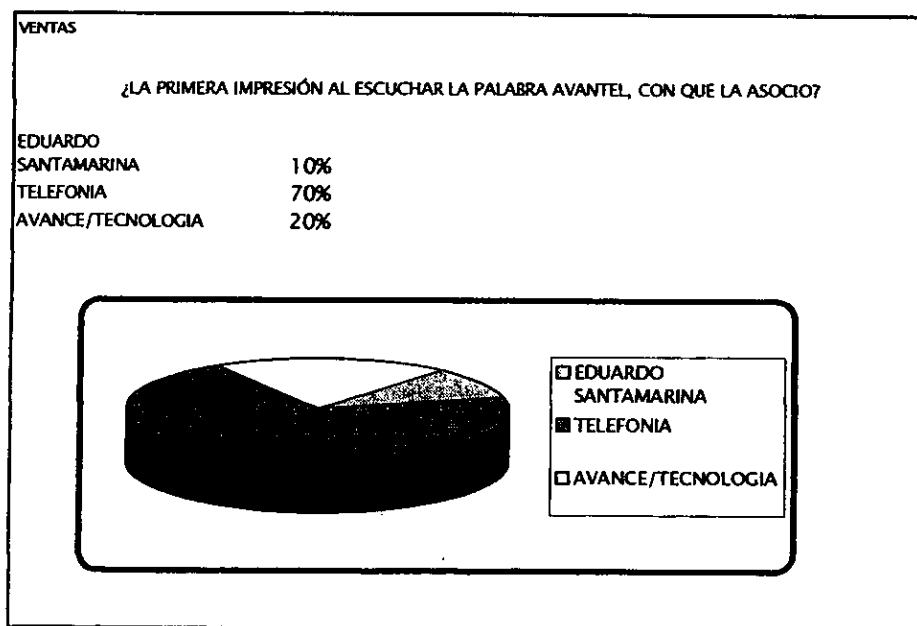 VENTAS
¿LA PRIMERA IMPRESIÓN AL ESCUCHAR LA PALABRA AVANTEL, CON QUE LA ASOCIO?
EDUARDO
SANTAMARINA 10%
TELEFONIA 70%
AVANCE/TECNOLOGIA 20%
EDUARDO
SANTAMARINA
TELEFONIA
AVANCE/TECNOLOGIA